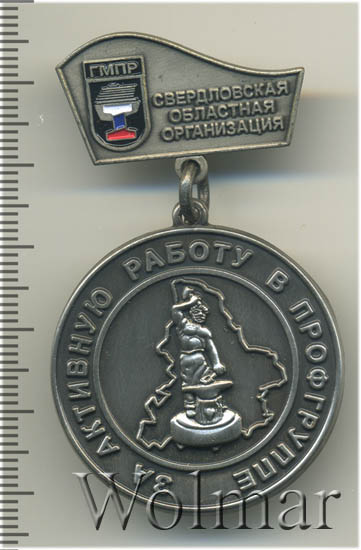 ГМПР
СВЕРДЛОВСКАЯ
ОБЛАСТНАЯ
ОРГАНИЗАЦИЯ
ЗА АКТИВНУЮ РАБОТУ В ПРОФГРУППЕ
Wolmar